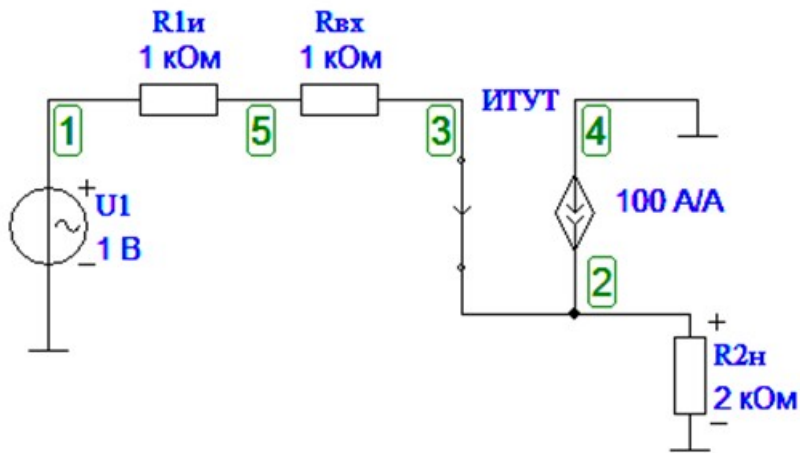 R1и
1 кОм
Rвх
1 кОм
1
5
3
ИТУТ
4
U1
1 В
100 А/А
2
R2н
2 кОм